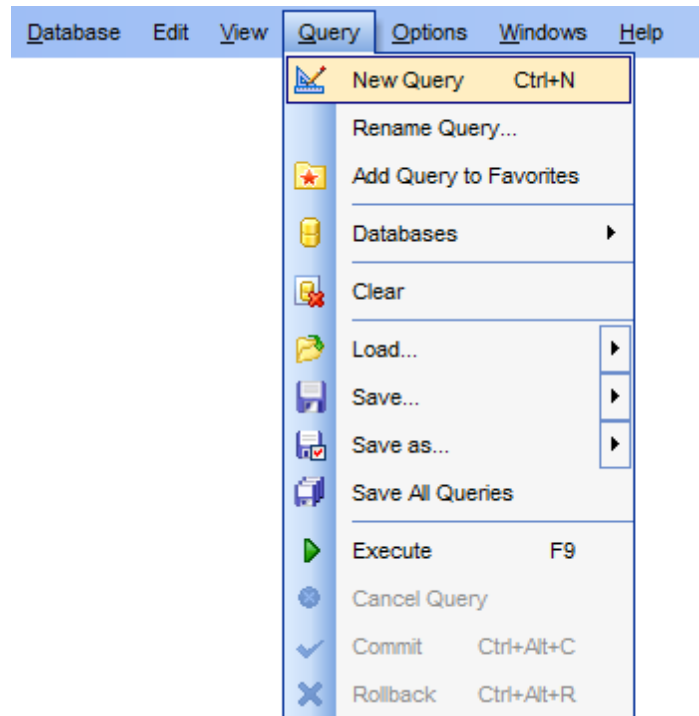 Database Edit View Query Options Windows Help
New Query Ctrl+N
Rename Query...
Add Query to Favorites
Databases
Clear
Load...
Save...
Save as...
Save All Queries
Execute F9
Cancel Query
Commit Ctrl+Alt+C
Rollback Ctrl+Alt+R